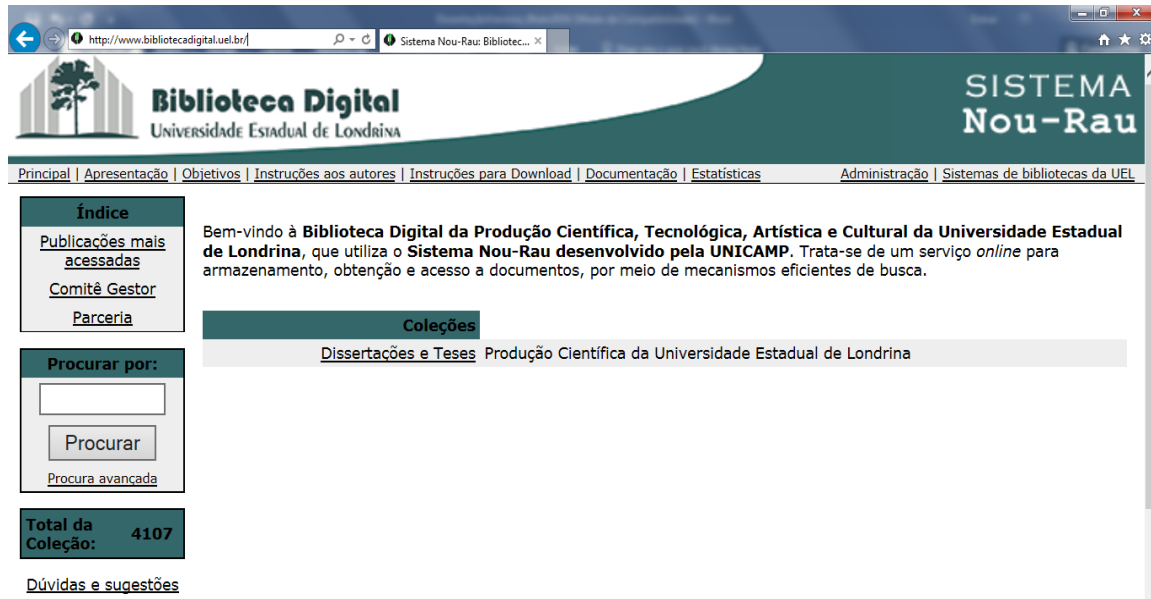 http://www.bibliotecadigital.uel.br/
Sistema Nou-Rau: Bibliotec...
Biblioteca Digital
Universidade Estadual de Londrina
SISTEMA
Nou-Rau
Principal | Apresentação | Objetivos | Instruções aos autores | Instruções para Download | Documentação | Estatísticas
Administração | Sistemas de bibliotecas da UEL
Índice
Publicações mais
acessadas
Comitê Gestor
Parceria
Procurar por:
Procurar
Procura avançada
Total da
Coleção: 4107
Dúvidas e sugestões
Bem-vindo à Biblioteca Digital da Produção Científica, Tecnológica, Artística e Cultural da Universidade Estadual
de Londrina, que utiliza o Sistema Nou-Rau desenvolvido pela UNICAMP. Trata-se de um serviço online para
armazenamento, obtenção e acesso a documentos, por meio de mecanismos eficientes de busca.
Coleções
Dissertações e Teses Produção Científica da Universidade Estadual de Londrina